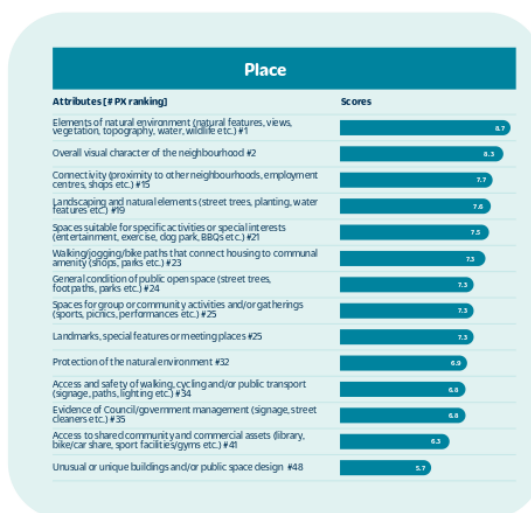 Place
Attributes [# PX ranking] Scores
Elements of natural environment (natural features, views,
vegetation, topography, water, wildlife etc.) #1
8.7
Overall visual character of the neighbourhood #2
8.3
Connectivity (proximity to other neighbourhoods, employment
centres, shops etc.) #15
7.7
Landscaping and natural elements (street trees, planting, water
features etc.) #19
7.6
Spaces suitable for specific activities or special interests
(entertainment, exercise, dog park, BBQs etc.) #21
7.5
Walking/jogging/bike paths that connect housing to communal
amenity (shops, parks etc.) #23
7.3
General condition of public open space (street trees,
footpaths, parks etc.) #24
7.3
Spaces for group or community activities and/or gatherings
(sports, picnics, performances etc.) #25
7.3
Landmarks, special features or meeting places #25
7.3
Protection of the natural environment #32
6.9
Access and safety of walking, cycling and/or public transport
(signage, paths, lighting etc.) #34
6.8
Evidence of Council/government management (signage, street
cleaners etc.) #35
6.8
Access to shared community and commercial assets (library,
bike/car share, sport facilities/gyms etc.) #41
6.3
Unusual or unique buildings and/or public space design #48
5.7